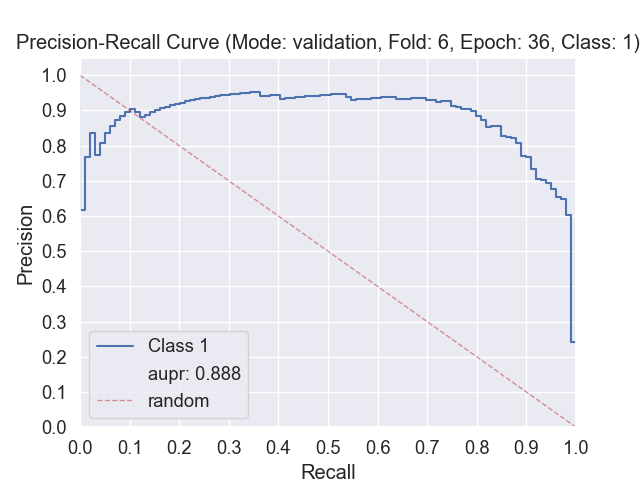 Precision-Recall Curve (Mode: validation, Fold: 6, Epoch: 36, Class: 1)
1.0
0.9
0.8
0.7
0.6
0.5
0.4
0.3
0.2
0.1
0.0
Precision
Class 1
aupr: 0.888
random
0.0 0.1 0.2 0.3 0.4 0.5 0.6 0.7 0.8 0.9 1.0
Recall